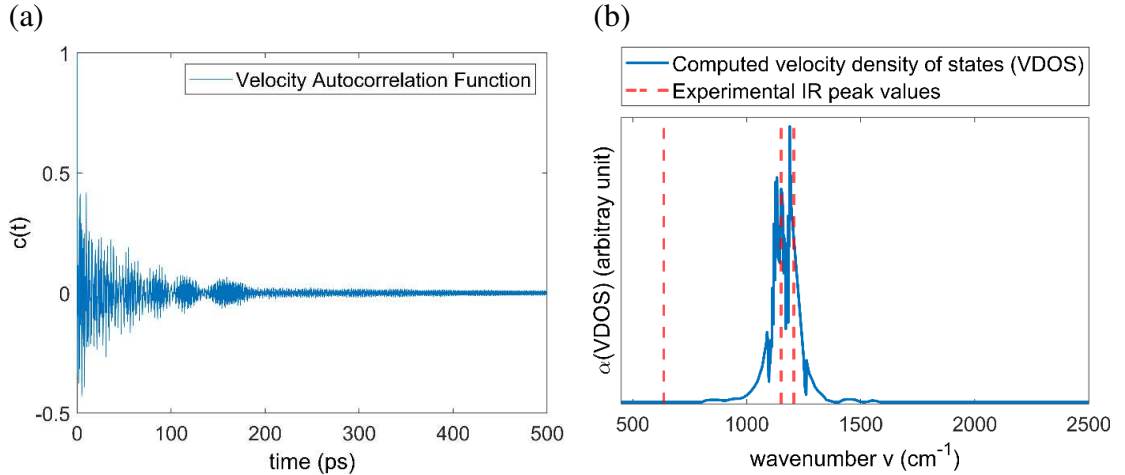 (a)
1
0.5
0
-0.5
c(t)
Velocity Autocorrelation Function
0 100 200 300 400 500
time (ps)
(b)
Computed velocity density of states (VDOS)
Experimental IR peak values
α(VDOS) (arbitray unit)
500 1000 1500 2000 2500
wavenumber v (cm⁻¹)